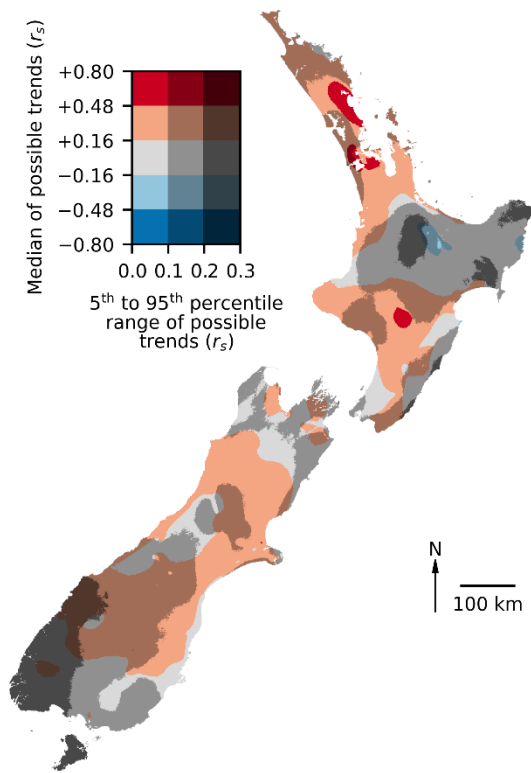 Median of possible trends (rs)
+0.80
+0.48
+0.16
−0.16
−0.48
−0.80
0.0 0.1 0.2 0.3
5th to 95th percentile
range of possible
trends (rs)
N
100 km